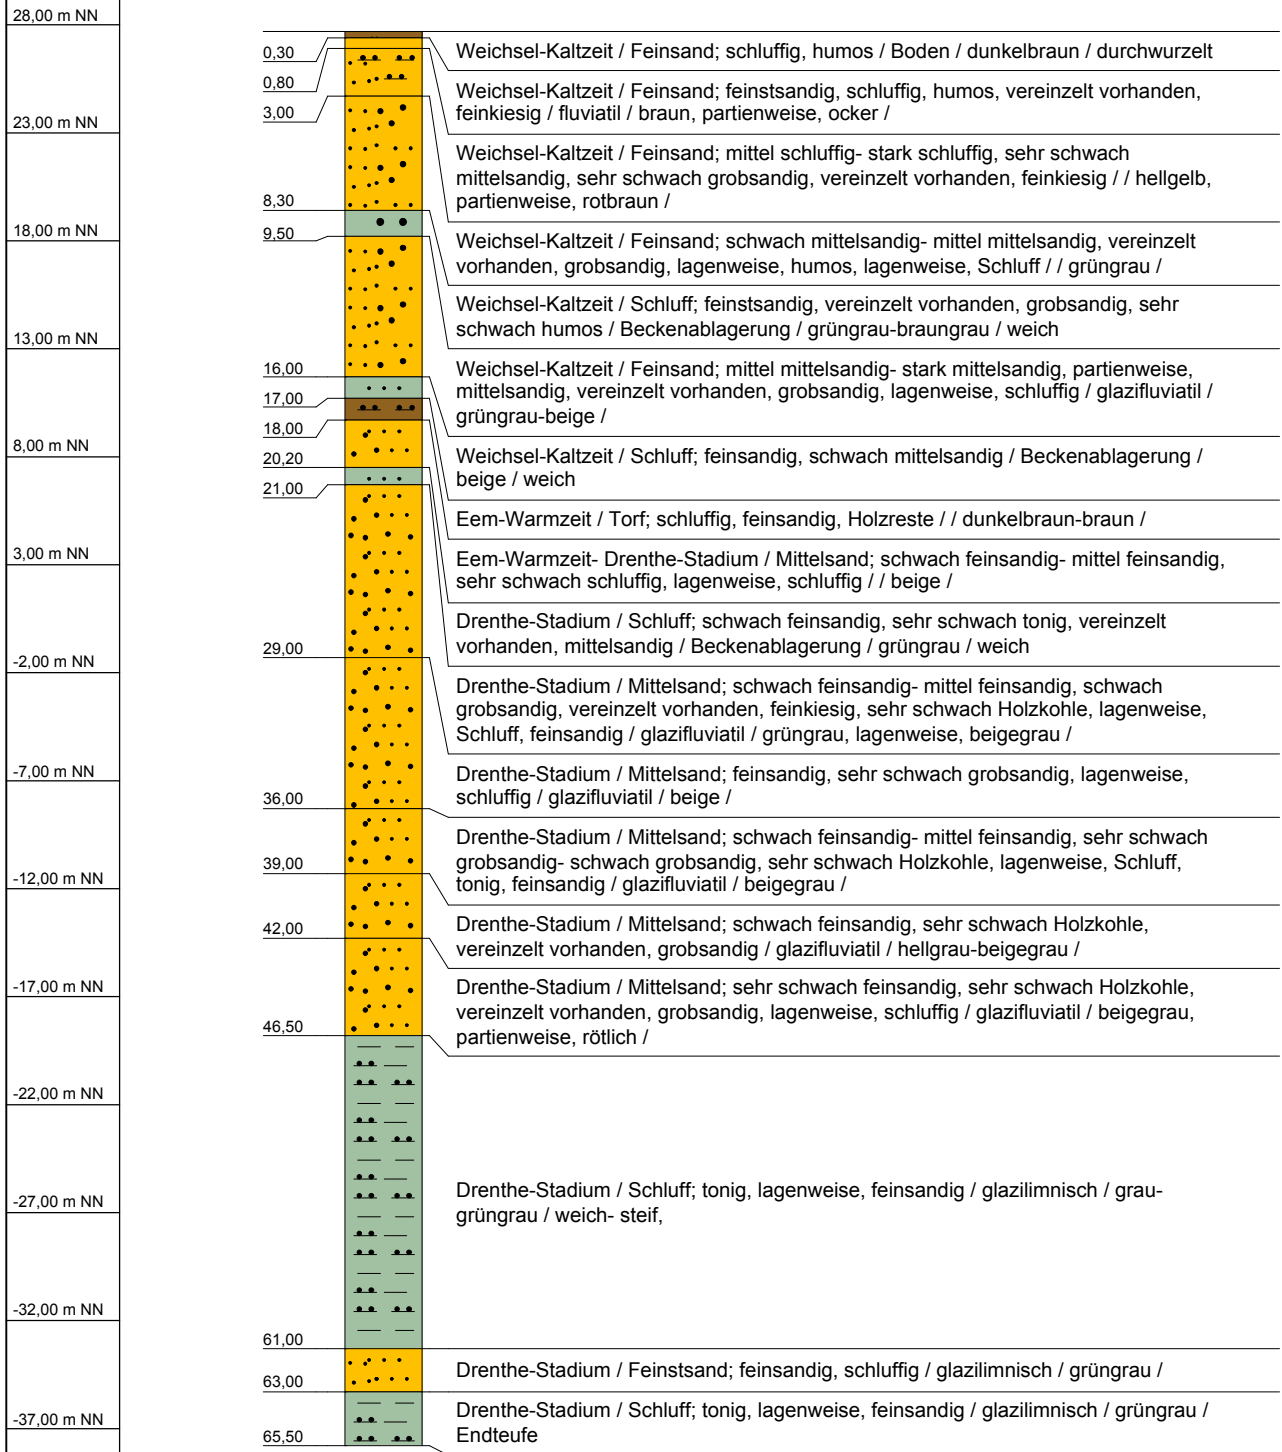 28,00 m NN
23,00 m NN
18,00 m NN
13,00 m NN
8,00 m NN
3,00 m NN
-2,00 m NN
-7,00 m NN
-12,00 m NN
-17,00 m NN
-22,00 m NN
-27,00 m NN
-32,00 m NN
-37,00 m NN
0,30
0,80
3,00
8,30
9,50
16,00
17,00
18,00
20,20
21,00
29,00
36,00
39,00
42,00
46,50
61,00
63,00
65,50
Weichsel-Kaltzeit / Feinsand; schluffig, humos / Boden / dunkelbraun / durchwurzelt
Weichsel-Kaltzeit / Feinsand; feinstsandig, schluffig, humos, vereinzelt vorhanden,
feinkiesig / fluviatil / braun, partienweise, ocker /
Weichsel-Kaltzeit / Feinsand; mittel schluffig- stark schluffig, sehr schwach
mittelsandig, sehr schwach grobsandig, vereinzelt vorhanden, feinkiesig / / hellgelb,
partienweise, rotbraun /
Weichsel-Kaltzeit / Feinsand; schwach mittelsandig- mittel mittelsandig, vereinzelt
vorhanden, grobsandig, lagenweise, humos, lagenweise, Schluff / / grüngrau /
Weichsel-Kaltzeit / Schluff; feinstsandig, vereinzelt vorhanden, grobsandig, sehr
schwach humos / Beckenablagerung / grüngrau-braungrau / weich
Weichsel-Kaltzeit / Feinsand; mittel mittelsandig- stark mittelsandig, partienweise,
mittelsandig, vereinzelt vorhanden, grobsandig, lagenweise, schluffig / glazifluviatil /
grüngrau-beige /
Weichsel-Kaltzeit / Schluff; feinsandig, schwach mittelsandig / Beckenablagerung /
beige / weich
Eem-Warmzeit / Torf; schluffig, feinsandig, Holzreste / / dunkelbraun-braun /
Eem-Warmzeit- Drenthe-Stadium / Mittelsand; schwach feinsandig- mittel feinsandig,
sehr schwach schluffig, lagenweise, schluffig / / beige /
Drenthe-Stadium / Schluff; schwach feinsandig, sehr schwach tonig, vereinzelt
vorhanden, mittelsandig / Beckenablagerung / grüngrau / weich
Drenthe-Stadium / Mittelsand; schwach feinsandig- mittel feinsandig, schwach
grobsandig, vereinzelt vorhanden, feinkiesig, sehr schwach Holzkohle, lagenweise,
Schluff, feinsandig / glazifluviatil / grüngrau, lagenweise, beigegrau /
Drenthe-Stadium / Mittelsand; feinsandig, sehr schwach grobsandig, lagenweise,
schluffig / glazifluviatil / beige /
Drenthe-Stadium / Mittelsand; schwach feinsandig- mittel feinsandig, sehr schwach
grobsandig- schwach grobsandig, sehr schwach Holzkohle, lagenweise, Schluff,
tonig, feinsandig / glazifluviatil / beigegrau /
Drenthe-Stadium / Mittelsand; schwach feinsandig, sehr schwach Holzkohle,
vereinzelt vorhanden, grobsandig / glazifluviatil / hellgrau-beigegrau /
Drenthe-Stadium / Mittelsand; sehr schwach feinsandig, sehr schwach Holzkohle,
vereinzelt vorhanden, grobsandig, lagenweise, schluffig / glazifluviatil / beigegrau,
partienweise, rötlich /
Drenthe-Stadium / Schluff; tonig, lagenweise, feinsandig / glazilimnisch / grau-
grüngrau / weich- steif,
Drenthe-Stadium / Feinstsand; feinsandig, schluffig / glazilimnisch / grüngrau /
Drenthe-Stadium / Schluff; tonig, lagenweise, feinsandig / glazilimnisch / grüngrau /
Endteufe